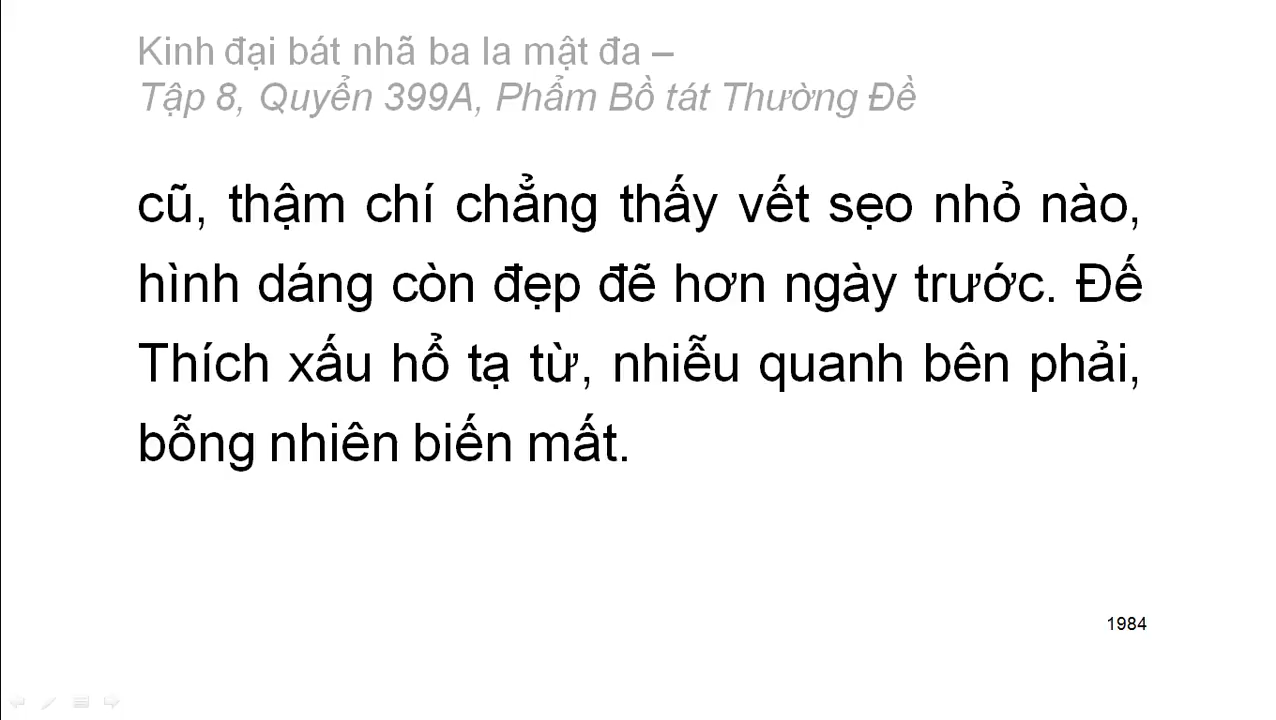 Kinh đại bát nhã ba la mật đa –
Tập 8, Quyển 399A, Phẩm Bồ tát Thường Đề
cũ, thậm chí chẳng thấy vết sẹo nhỏ nào,
hình dáng còn đẹp đẽ hơn ngày trước. Đế
Thích xấu hổ tạ từ, nhiễu quanh bên phải,
bỗng nhiên biến mất.
1984